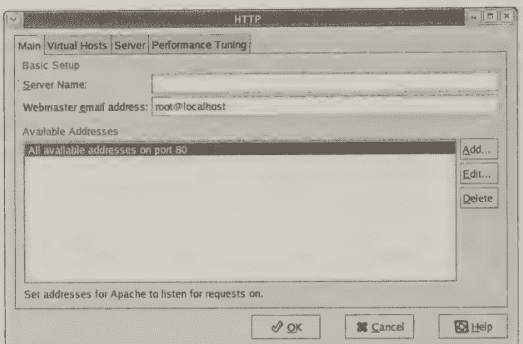 HTTP
Main Virtual Hosts Server Performance Tuning
Basic Setup
Server Name:
Webmaster email address: root@localhost
Available Addresses
All available addresses on port 80
Add...
Edit...
Delete
Set addresses for Apache to listen for requests on.
OK Cancel Help